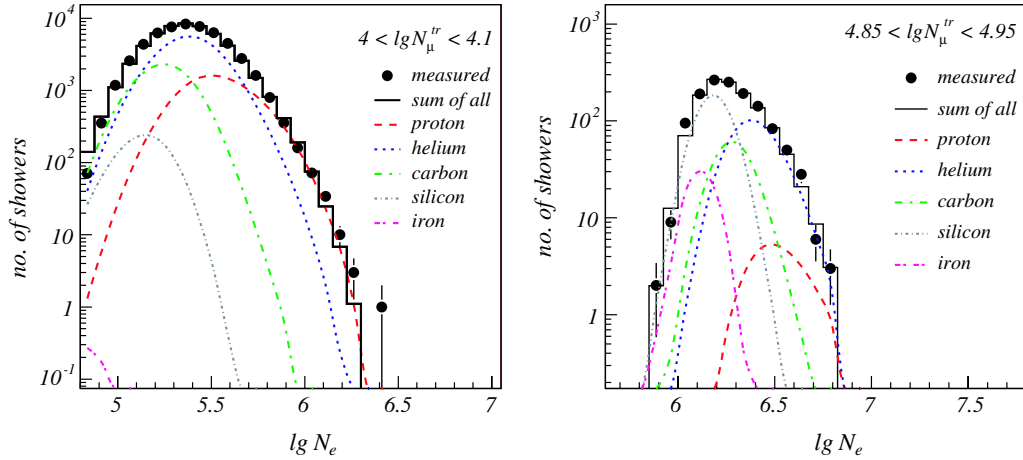 no. of showers
10^4
10^3
10^2
10
1
10^-1
5
5.5
6
6.5
7
lg N_e
4 < lgN_μ^tr < 4.1
measured
sum of all
proton
helium
carbon
silicon
iron
no. of showers
10^3
10^2
10
1
6
6.5
7
7.5
lg N_e
4.85 < lgN_μ^tr < 4.95
measured
sum of all
proton
helium
carbon
silicon
iron